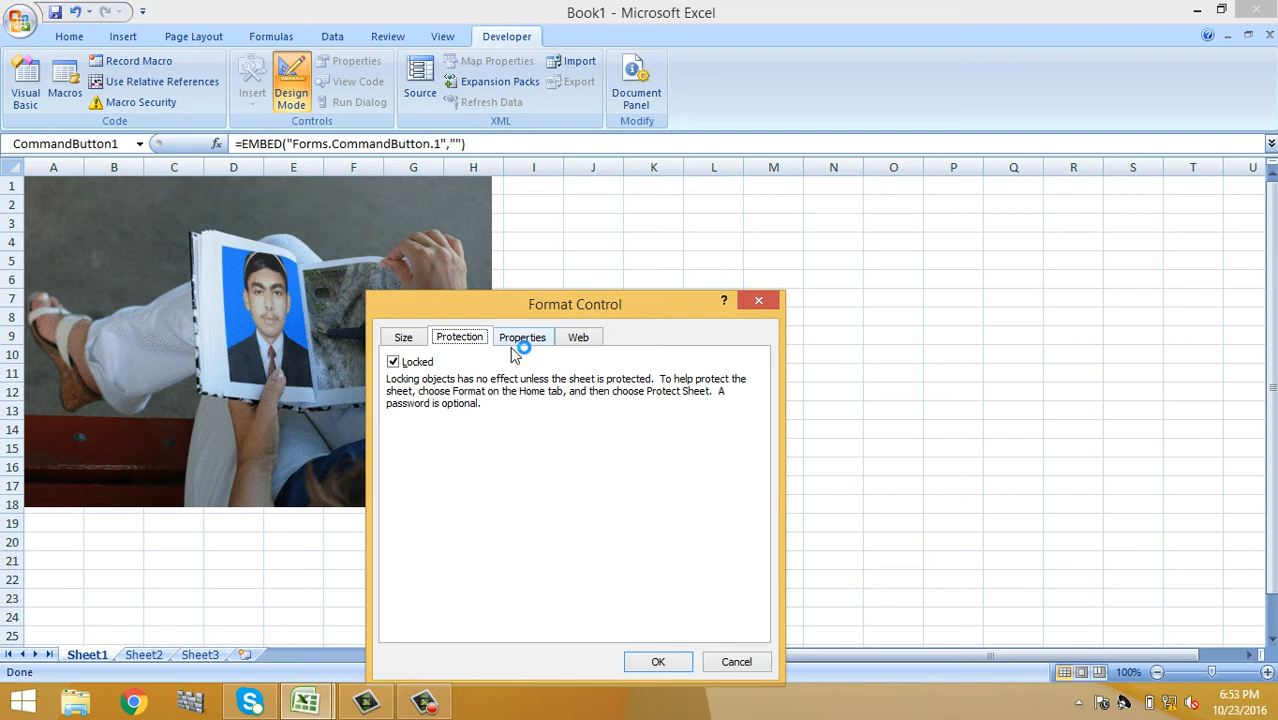 Book1 - Microsoft Excel
Home Insert Page Layout Formulas Data Review View Developer
Visual Basic
Macros
Record Macro
Use Relative References
Macro Security
Code
Insert
Design Mode
Properties
View Code
Run Dialog
Controls
Source
Map Properties
Expansion Packs
Refresh Data
Import
Export
XML
Document Panel
Modify
CommandButton1 fx =EMBED("Forms.CommandButton.1","")
A B C D E F G H I J K L M N O P Q R S T U
1
2
3
4
5
6
7
8
9
10
11
12
13
14
15
16
17
18
19
20
21
22
23
24
25
Format Control
?
Size Protection Properties Web
Locked
Locking objects has no effect unless the sheet is protected. To help protect the
sheet, choose Format on the Home tab, and then choose Protect Sheet. A
password is optional.
OK Cancel
Sheet1 Sheet2 Sheet3
Done 100%
6:53 PM
10/23/2016